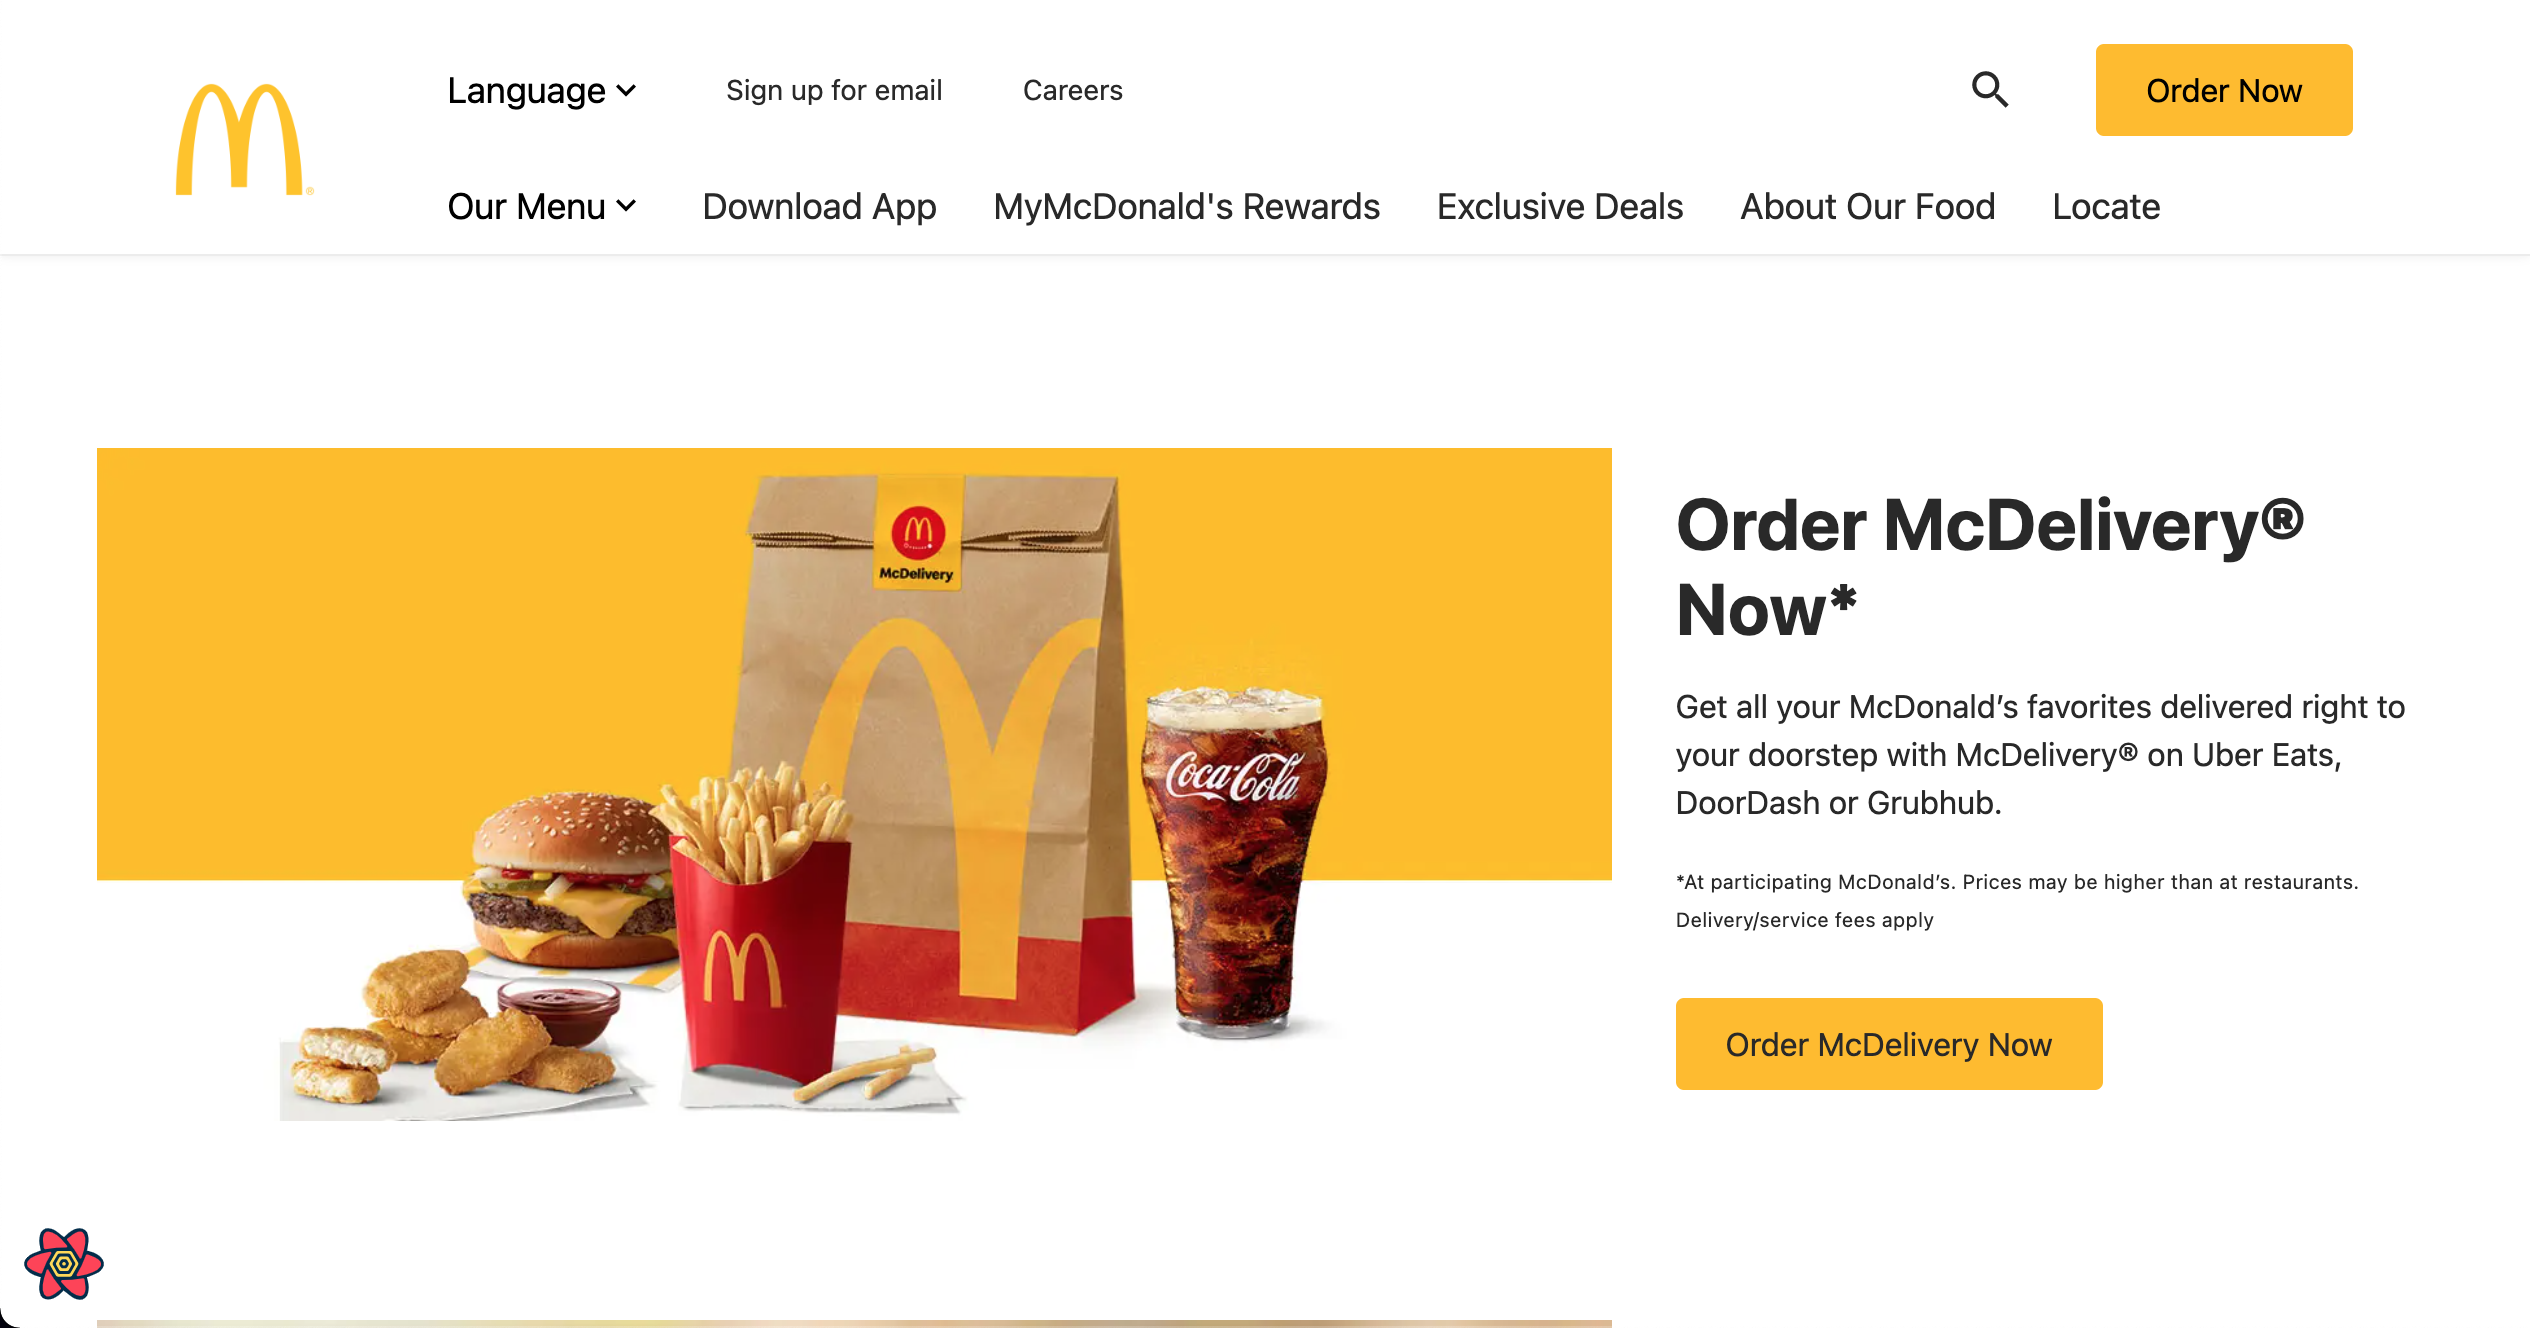 Language
Sign up for email
Careers
Order Now
Our Menu
Download App
MyMcDonald's Rewards
Exclusive Deals
About Our Food
Locate
McDelivery
Coca-Cola
Order McDelivery®
Now*
Get all your McDonald’s favorites delivered right to
your doorstep with McDelivery® on Uber Eats,
DoorDash or Grubhub.
*At participating McDonald’s. Prices may be higher than at restaurants.
Delivery/service fees apply
Order McDelivery Now